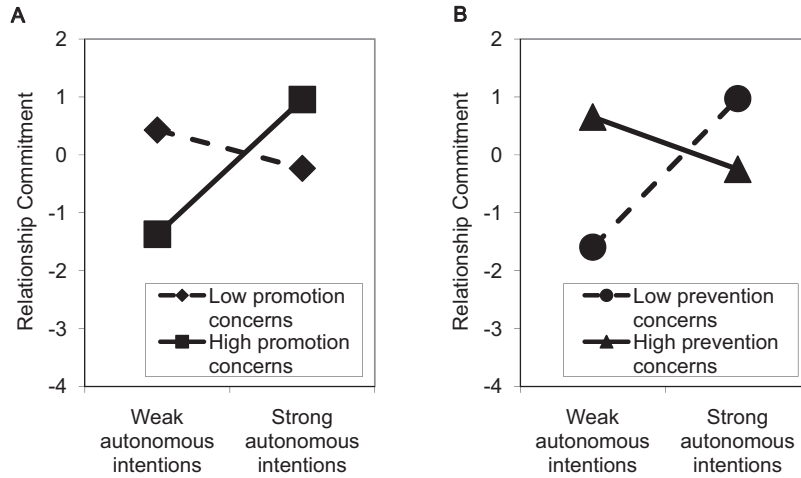 A
2
1
0
-1
-2
-3
-4
Relationship Commitment
Low promotion
concerns
High promotion
concerns
Weak
autonomous
intentions
Strong
autonomous
intentions
B
2
1
0
-1
-2
-3
-4
Relationship Commitment
Low prevention
concerns
High prevention
concerns
Weak
autonomous
intentions
Strong
autonomous
intentions